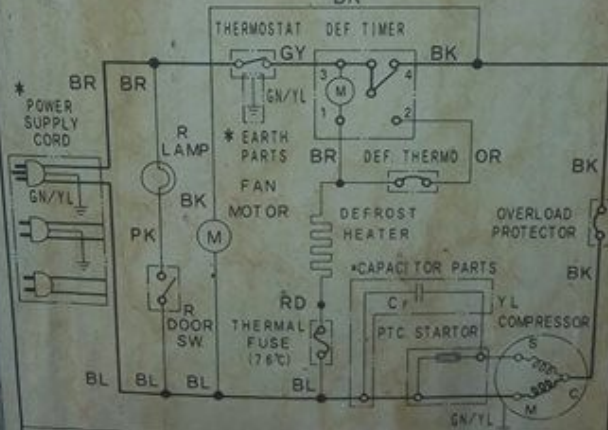 BR
THERMOSTAT DEF. TIMER
GY
BK
3
4
M
1
2
BR BR
* POWER
SUPPLY
CORD
GN/YL
R
LAMP
GN/YL
* EARTH
PARTS
BR
DEF. THERMO OR
FAN
MOTOR
BK
M
PK
DEFROST
HEATER
BK
OVERLOAD
PROTECTOR
BK
*CAPACITOR PARTS
YL
R
DOOR
SW.
RD
THERMAL
FUSE
(76°C)
PTC STARTOR
COMPRESSOR
S
M
C
BL BL BL BL
GN/YL